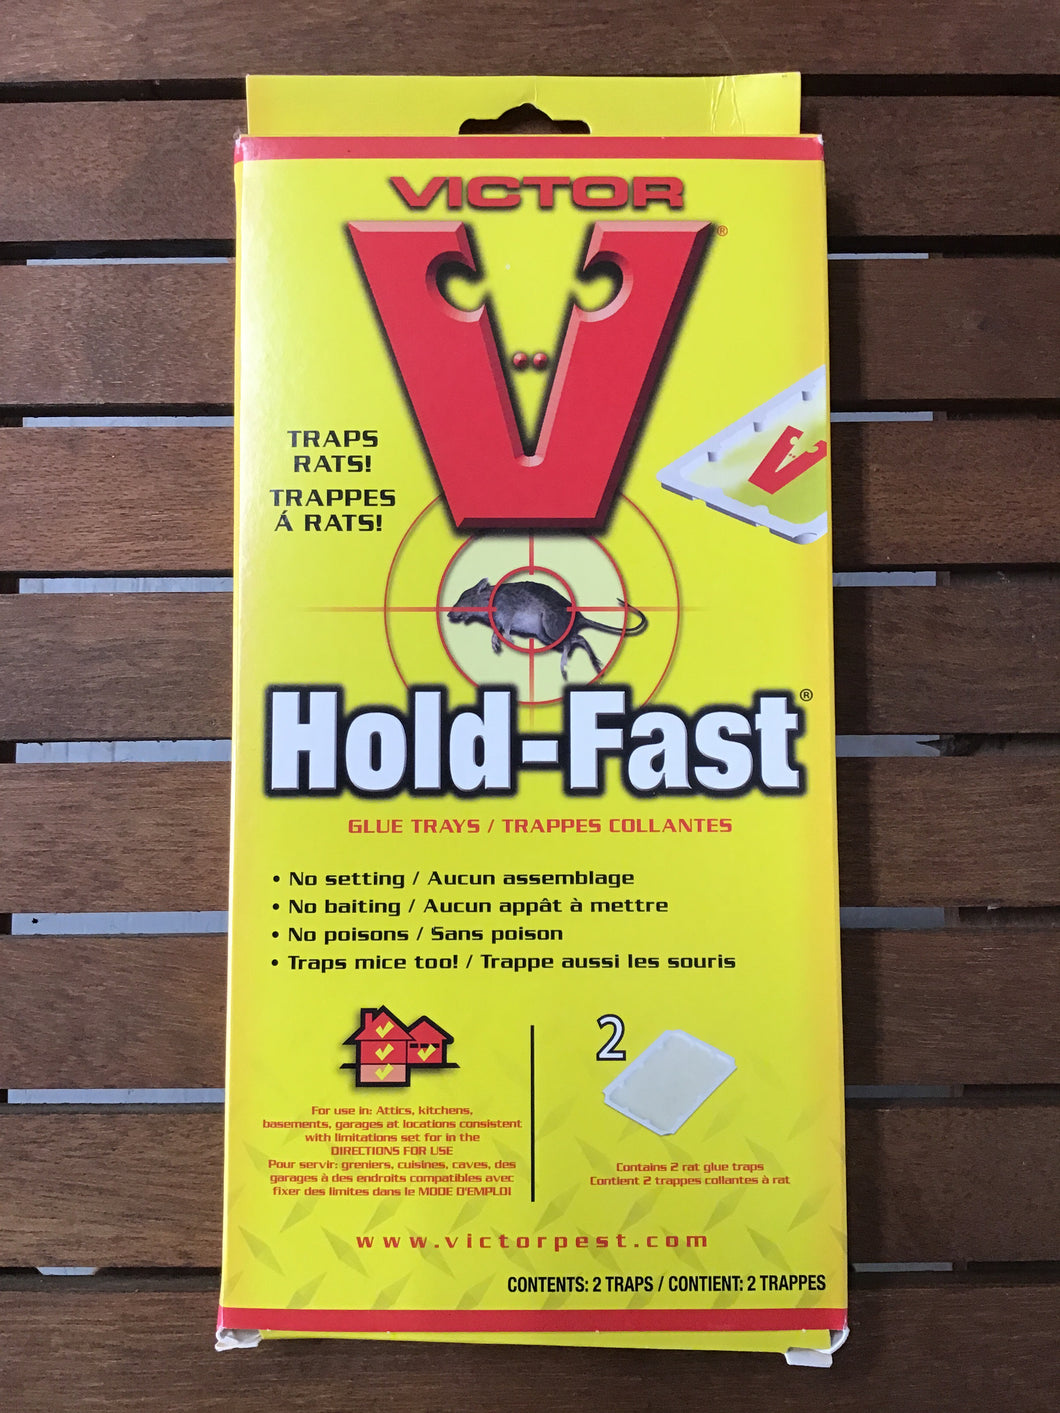 VICTOR
V®
TRAPS
RATS!
TRAPPES
Á RATS!
Hold-Fast®
GLUE TRAYS / TRAPPES COLLANTES
• No setting / Aucun assemblage
• No baiting / Aucun appât à mettre
• No poisons / Sans poison
• Traps mice too! / Trappe aussi les souris
For use in: Attics, kitchens,
basements, garages at locations consistent
with limitations set for in the
DIRECTIONS FOR USE
Pour servir: greniers, cuisines, caves, des
garages à des endroits compatibles avec
fixer des limites dans le MODE D'EMPLOI
2
Contains 2 rat glue traps
Contient 2 trappes collantes à rat
www.victorpest.com
CONTENTS: 2 TRAPS / CONTIENT: 2 TRAPPES